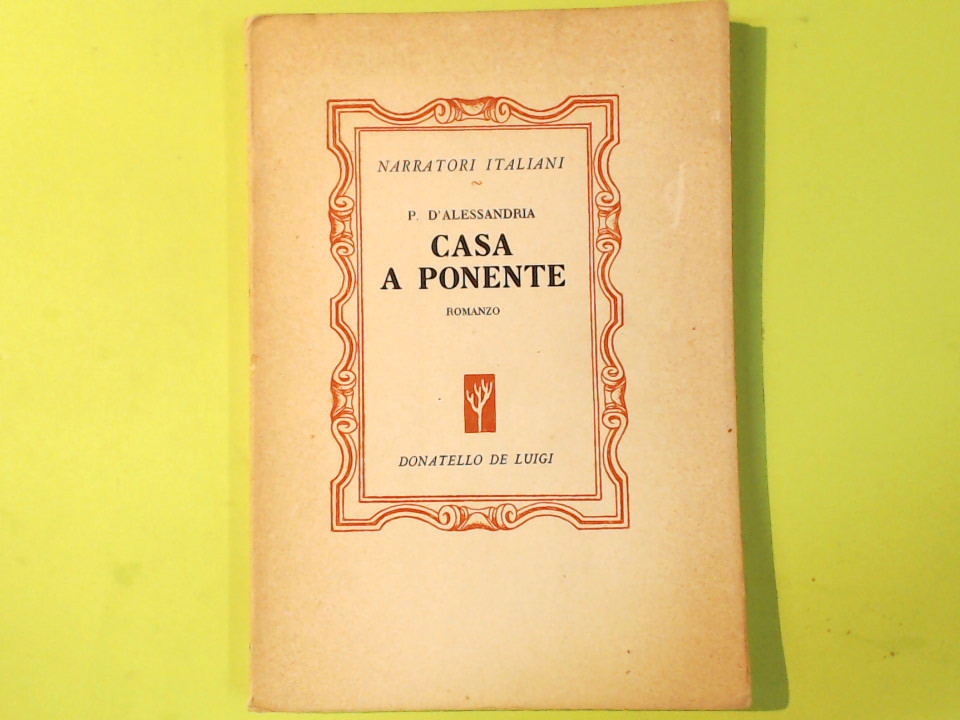 NARRATORI ITALIANI
~
P. D'ALESSANDRIA
CASA
A PONENTE
ROMANZO
DONATELLO DE LUIGI